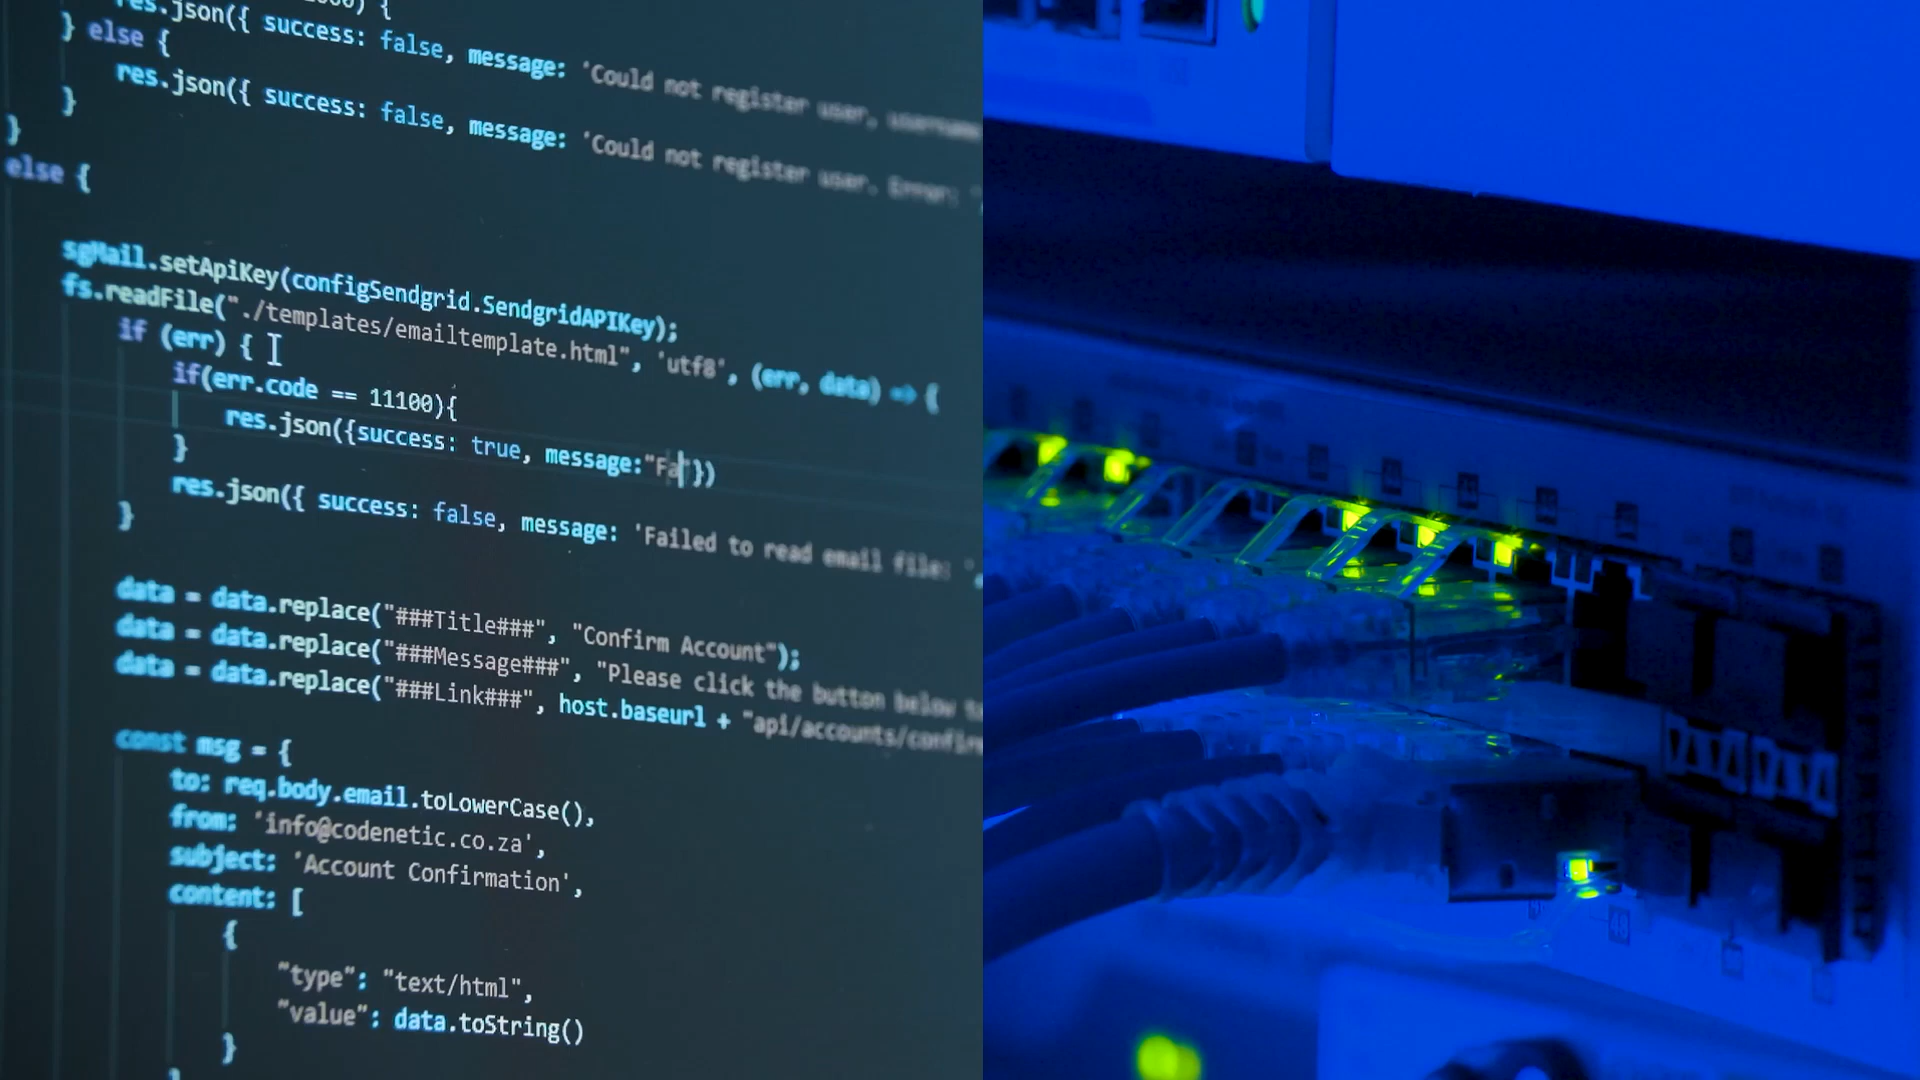 res.json({ success: false, message: 'Could not register user, username
} else {
res.json({ success: false, message: 'Could not register user. Error: '
}
}
else {
sgMail.setApiKey(configSendgrid.SendgridAPIKey);
fs.readFile("./templates/emailtemplate.html", 'utf8', (err, data) => {
if (err) {
if(err.code == 11100){
res.json({success: true, message:"Fa"})
}
res.json({ success: false, message: 'Failed to read email file: '
}
data = data.replace("###Title###", "Confirm Account");
data = data.replace("###Message###", "Please click the button below
data = data.replace("###Link###", host.baseurl + "api/accounts/confirm
const msg = {
to: req.body.email.toLowerCase(),
from: 'info@codenetic.co.za',
subject: 'Account Confirmation',
content: [
{
"type": "text/html",
"value": data.toString()
}
48